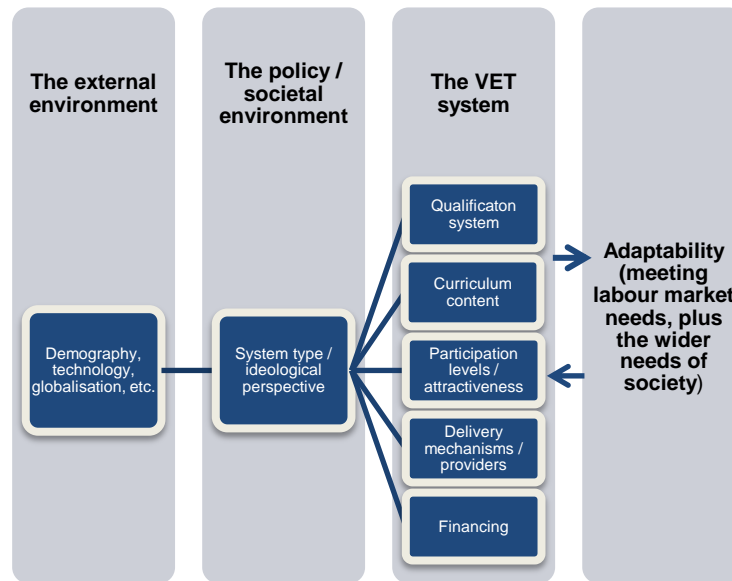 The external
environment
Demography,
technology,
globalisation, etc.
The policy /
societal
environment
System type /
ideological
perspective
The VET
system
Qualificaton
system
Curriculum
content
Participation
levels /
attractiveness
Delivery
mechanisms /
providers
Financing
Adaptability
(meeting
labour market
needs, plus
the wider
needs of
society)